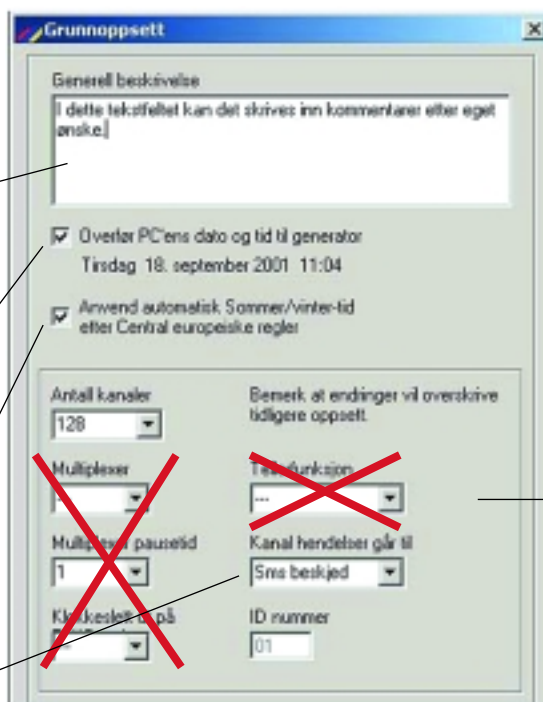 Grunnoppsett
Generell beskrivelse
I dette tekstfeltet kan det skrives inn kommentarer etter eget
ønske.
Overfør PC'ens dato og tid til generator
Tirsdag 18. september 2001 11:04
Anvend automatisk Sommer/vinter-tid
etter Central europeiske regler
Antall kanaler
128
Bemerk at endringer vil overskrive
tidligere oppsett.
Multiplexer
Tellefunksjon
---
Multiplexer pausetid
1
Kanal hendelser går til
Sms beskjed
på
ID nummer
01